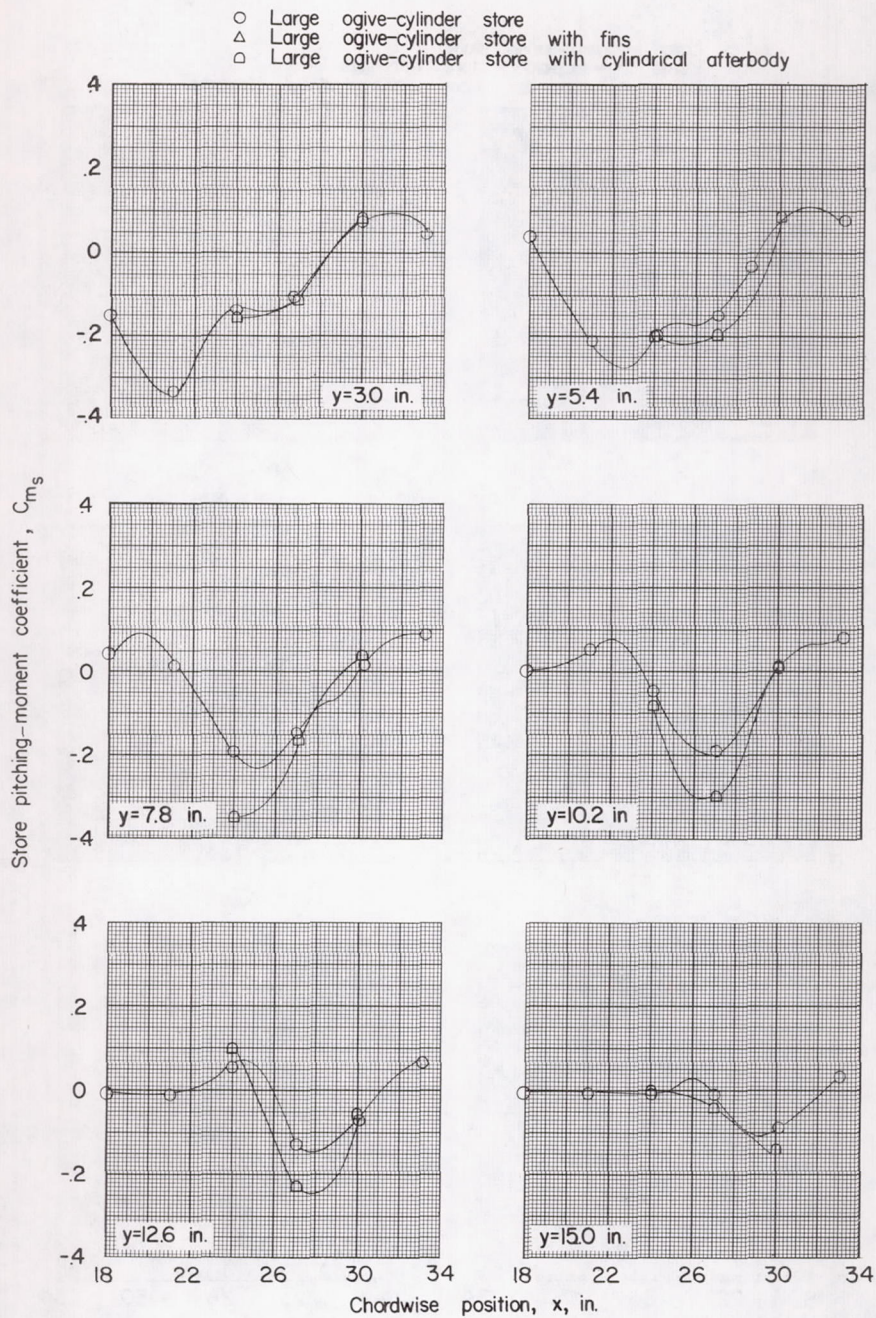 Large ogive-cylinder store
Large ogive-cylinder store with fins
Large ogive-cylinder store with cylindrical afterbody
.4
.2
0
-.2
-.4
y=3.0 in.
y=5.4 in.
Store pitching-moment coefficient, Cms
.4
.2
0
-.2
-.4
y=7.8 in.
y=10.2 in
.4
.2
0
-.2
-.4
y=12.6 in.
y=15.0 in.
18 22 26 30 34 18 22 26 30 34
Chordwise position, x, in.